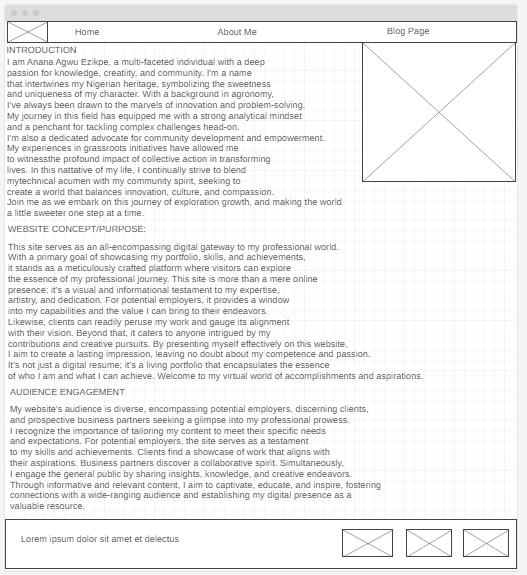 Home
About Me
Blog Page
INTRODUCTION
I am Anana Agwu Ezikpe, a multi-faceted individual with a deep
passion for knowledge, creativity, and community. I'm a name
that intertwines my Nigerian heritage, symbolizing the sweetness
and uniqueness of my character. With a background in agronomy,
I've always been drawn to the marvels of innovation and problem-solving.
My journey in this field has equipped me with a strong analytical mindset
and a penchant for tackling complex challenges head-on.
I'm also a dedicated advocate for community development and empowerment.
My experiences in grassroots initiatives have allowed me
to witnessthe profound impact of collective action in transforming
lives. In this nattative of my life, I continually strive to blend
mytechnical acumen with my community spirit, seeking to
create a world that balances innovation, culture, and compassion.
Join me as we embark on this journey of exploration growth, and making the world
a little sweeter one step at a time.
WEBSITE CONCEPT/PURPOSE:
This site serves as an all-encompassing digital gateway to my professional world.
With a primary goal of showcasing my portfolio, skills, and achievements,
it stands as a meticulously crafted platform where visitors can explore
the essence of my professional journey. This site is more than a mere online
presence; it's a visual and informational testament to my expertise,
artistry, and dedication. For potential employers, it provides a window
into my capabilities and the value I can bring to their endeavors.
Likewise, clients can readily peruse my work and gauge its alignment
with their vision. Beyond that, it caters to anyone intrigued by my
contributions and creative pursuits. By presenting myself effectively on this website,
I aim to create a lasting impression, leaving no doubt about my competence and passion.
It's not just a digital resume; it's a living portfolio that encapsulates the essence
of who I am and what I can achieve. Welcome to my virtual world of accomplishments and aspirations.
AUDIENCE ENGAGEMENT
My website's audience is diverse, encompassing potential employers, discerning clients,
and prospective business partners seeking a glimpse into my professional prowess.
I recognize the importance of tailoring my content to meet their specific needs
and expectations. For potential employers, the site serves as a testament
to my skills and achievements. Clients find a showcase of work that aligns with
their aspirations. Business partners discover a collaborative spirit. Simultaneously,
I engage the general public by sharing insights, knowledge, and creative endeavors.
Through informative and relevant content, I aim to captivate, educate, and inspire, fostering
connections with a wide-ranging audience and establishing my digital presence as a
valuable resource.
Lorem ipsum dolor sit amet et delectus